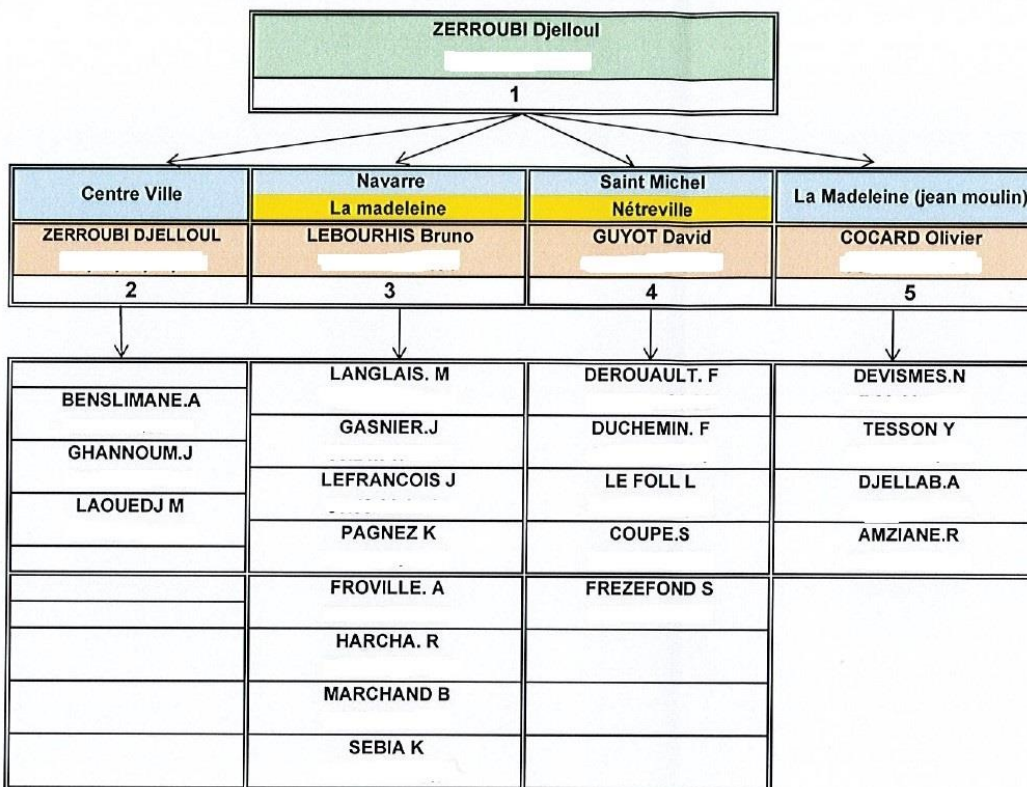 ZERROUBI Djelloul
1
Centre Ville
ZERROUBI DJELLOUL
2
Navarre
La madeleine
LEBOURHIS Bruno
3
Saint Michel
Nétreville
GUYOT David
4
La Madeleine (jean moulin)
COCARD Olivier
5
BENSLIMANE.A
GHANNOUM.J
LAOUEDJ M
LANGLAIS. M
GASNIER.J
LEFRANCOIS J
PAGNEZ K
FROVILLE. A
HARCHA. R
MARCHAND B
SEBIA K
DEROUAULT. F
DUCHEMIN. F
LE FOLL L
COUPE.S
FREZEFOND S
DEVISMES.N
TESSON Y
DJELLAB.A
AMZIANE.R